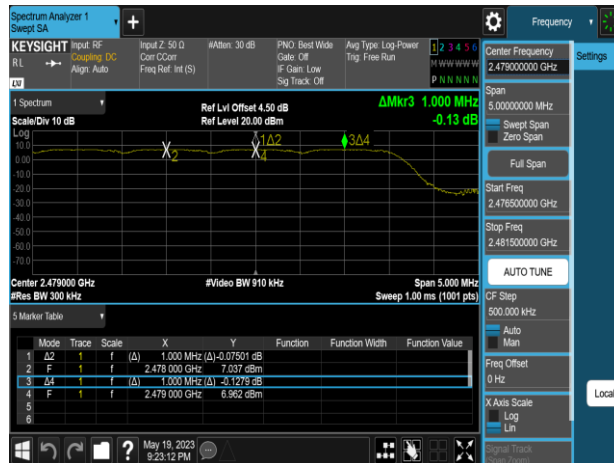 Spectrum Analyzer 1
Swept SA
+
Frequency
KEYSIGHT
RL
Input: RF
Coupling: DC
Align: Auto
Input Z: 50 Ω
Corr CCorr
Freq Ref: Int (S)
#Atten: 30 dB
PNO: Best Wide
Gate: Off
IF Gain: Low
Sig Track: Off
Avg Type: Log-Power
Trig: Free Run
1 2 3 4 5 6
M W W W W W
P N N N N N
LXI
1 Spectrum
Scale/Div 10 dB
Ref Lvl Offset 4.50 dB
Ref Level 20.00 dBm
ΔMkr3 1.000 MHz
-0.13 dB
Log
10.0
0.00
-10.0
-20.0
-30.0
-40.0
-50.0
-60.0
-70.0
2
1Δ2
4
3Δ4
Center 2.479000 GHz
#Res BW 300 kHz
#Video BW 910 kHz
Span 5.000 MHz
Sweep 1.00 ms (1001 pts)
5 Marker Table
Mode Trace Scale X Y Function Function Width Function Value
1 Δ2 1 f (Δ) 1.000 MHz (Δ) -0.07501 dB
2 F 1 f 2.478 000 GHz 7.037 dBm
3 Δ4 1 f (Δ) 1.000 MHz (Δ) -0.1279 dB
4 F 1 f 2.479 000 GHz 6.962 dBm
5
6
?
May 19, 2023
9:23:12 PM
Center Frequency
2.479000000 GHz
Span
5.00000000 MHz
Swept Span
Zero Span
Full Span
Start Freq
2.476500000 GHz
Stop Freq
2.481500000 GHz
AUTO TUNE
CF Step
500.000 kHz
Auto
Man
Freq Offset
0 Hz
X Axis Scale
Log
Lin
Signal Track
(Span Zoom)
Settings
Local